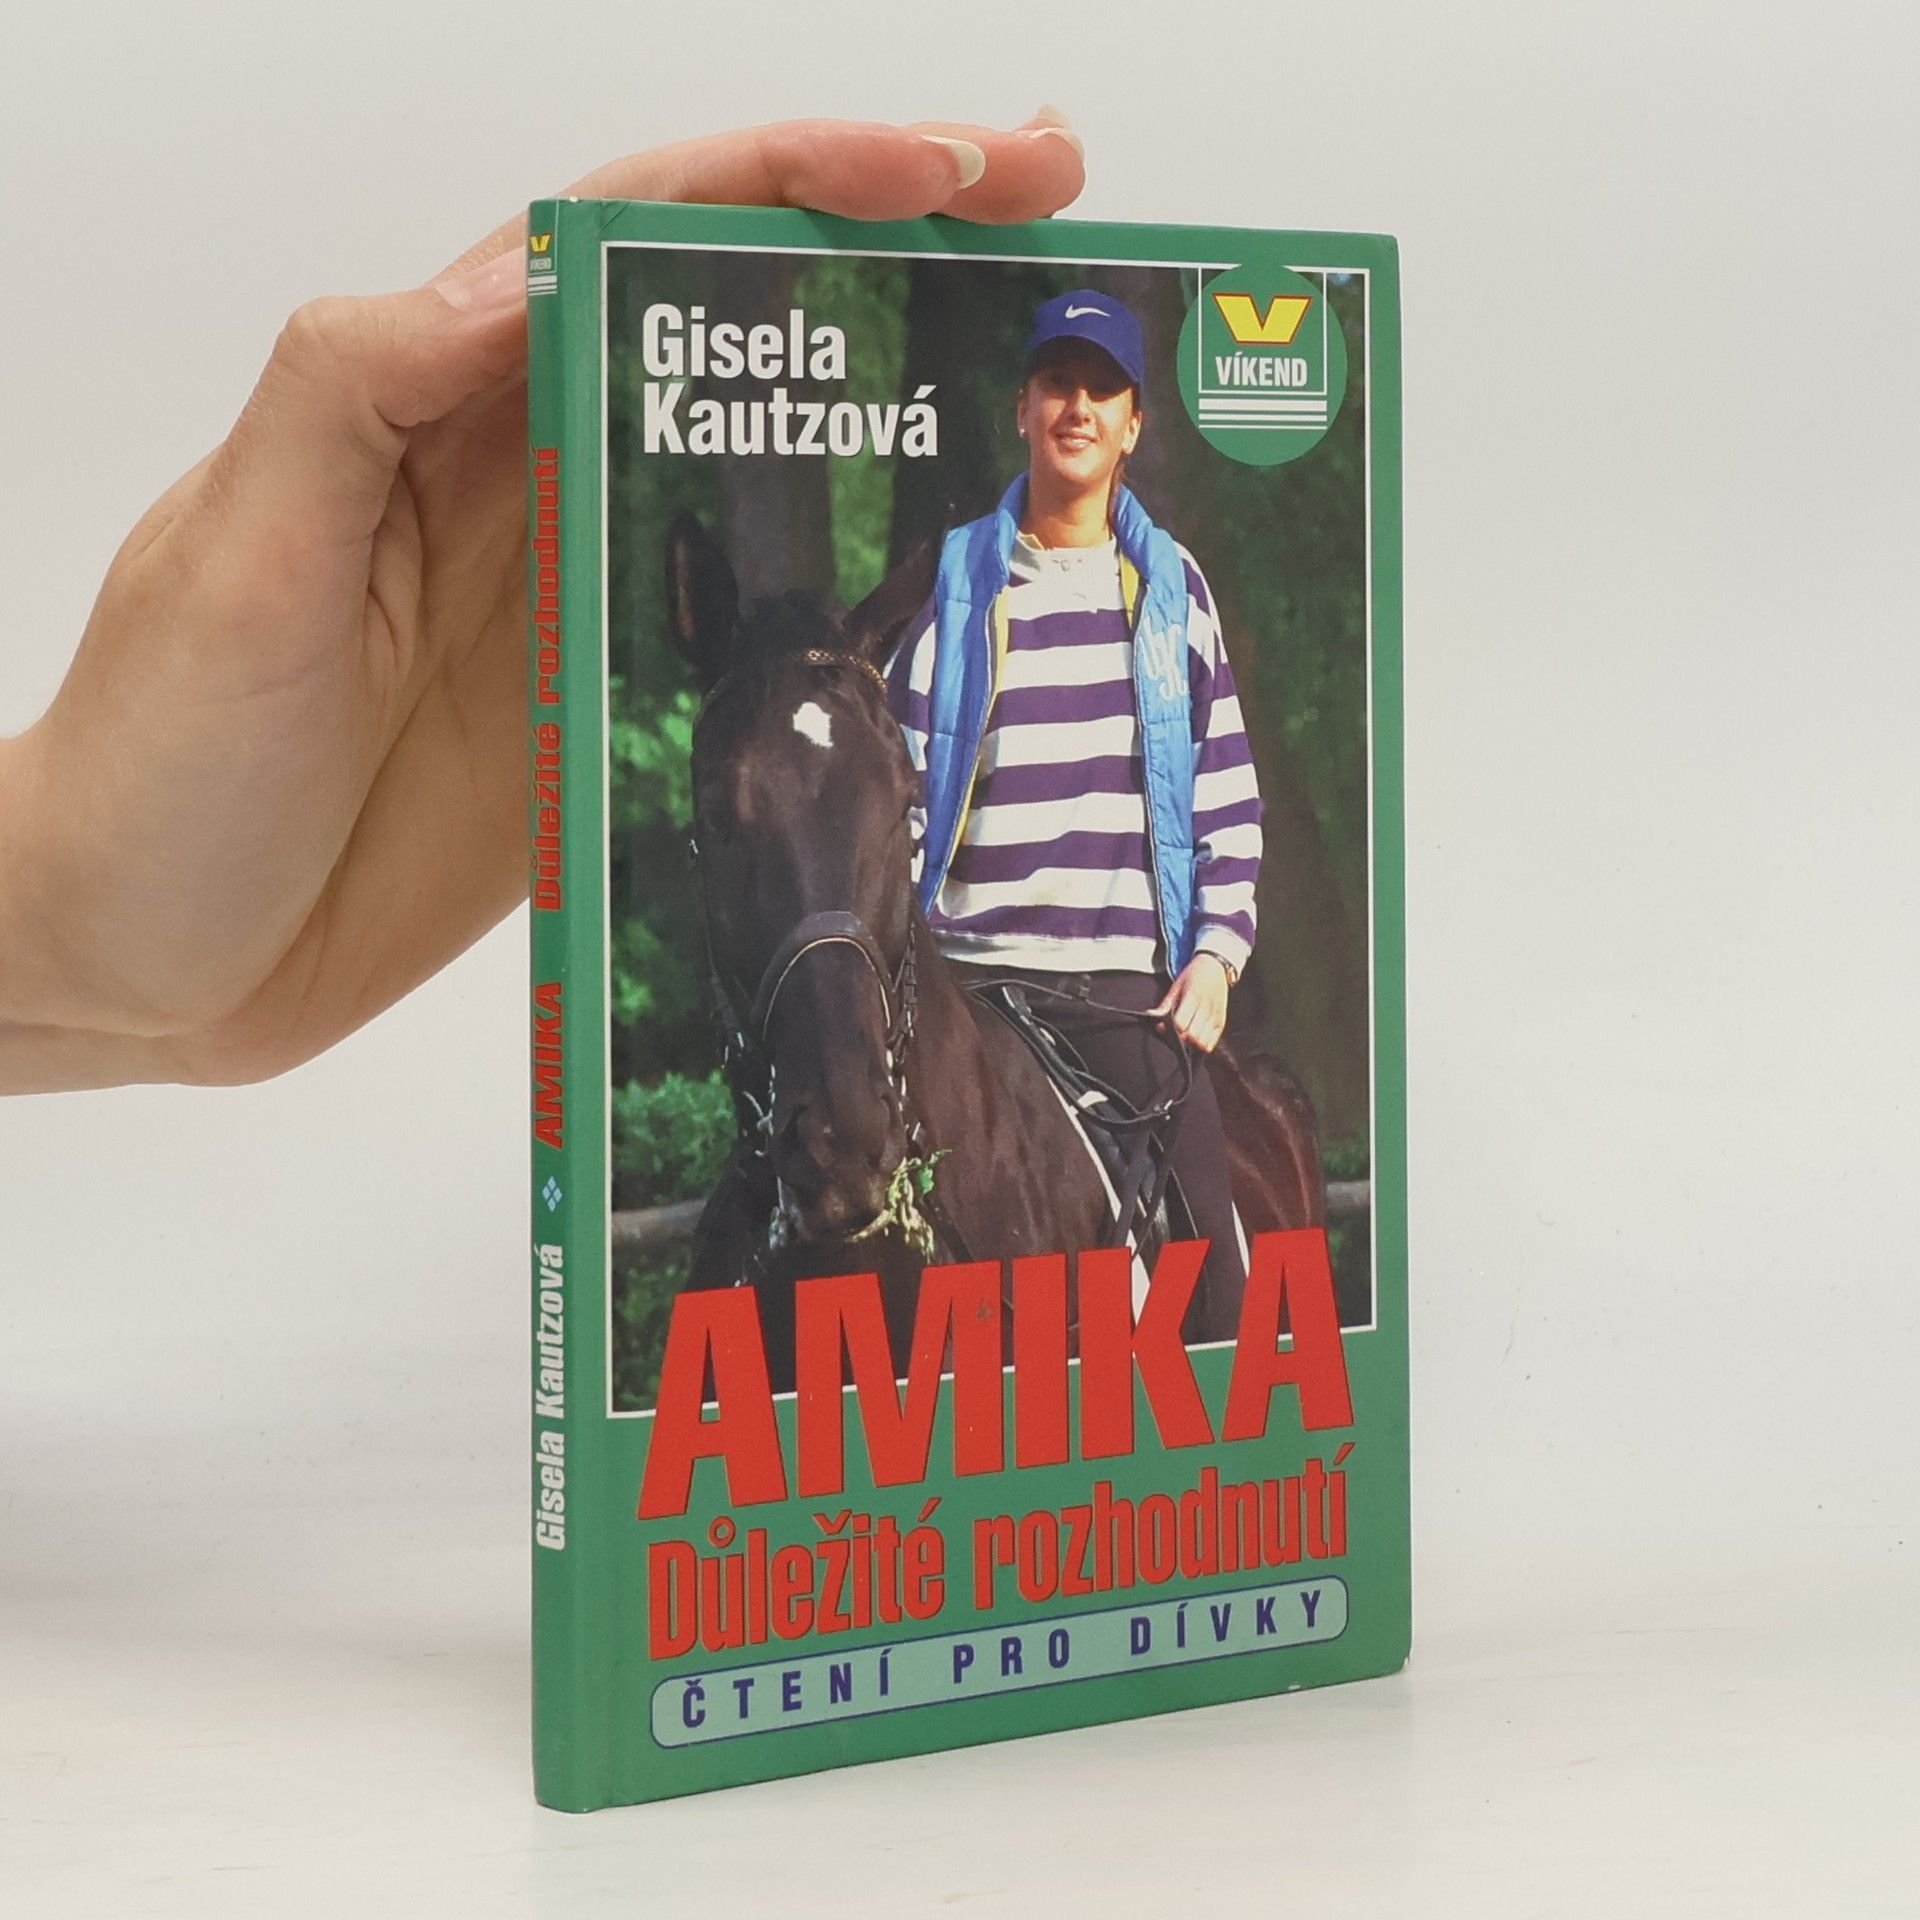 Gisela
Kautzová
V
VÍKEND
AMIKA
Důležité rozhodnutí
ČTENÍ PRO DÍVKY
V
VÍKEND
Gisela Kautzová ❖ AMIKA Důležité rozhodnutí